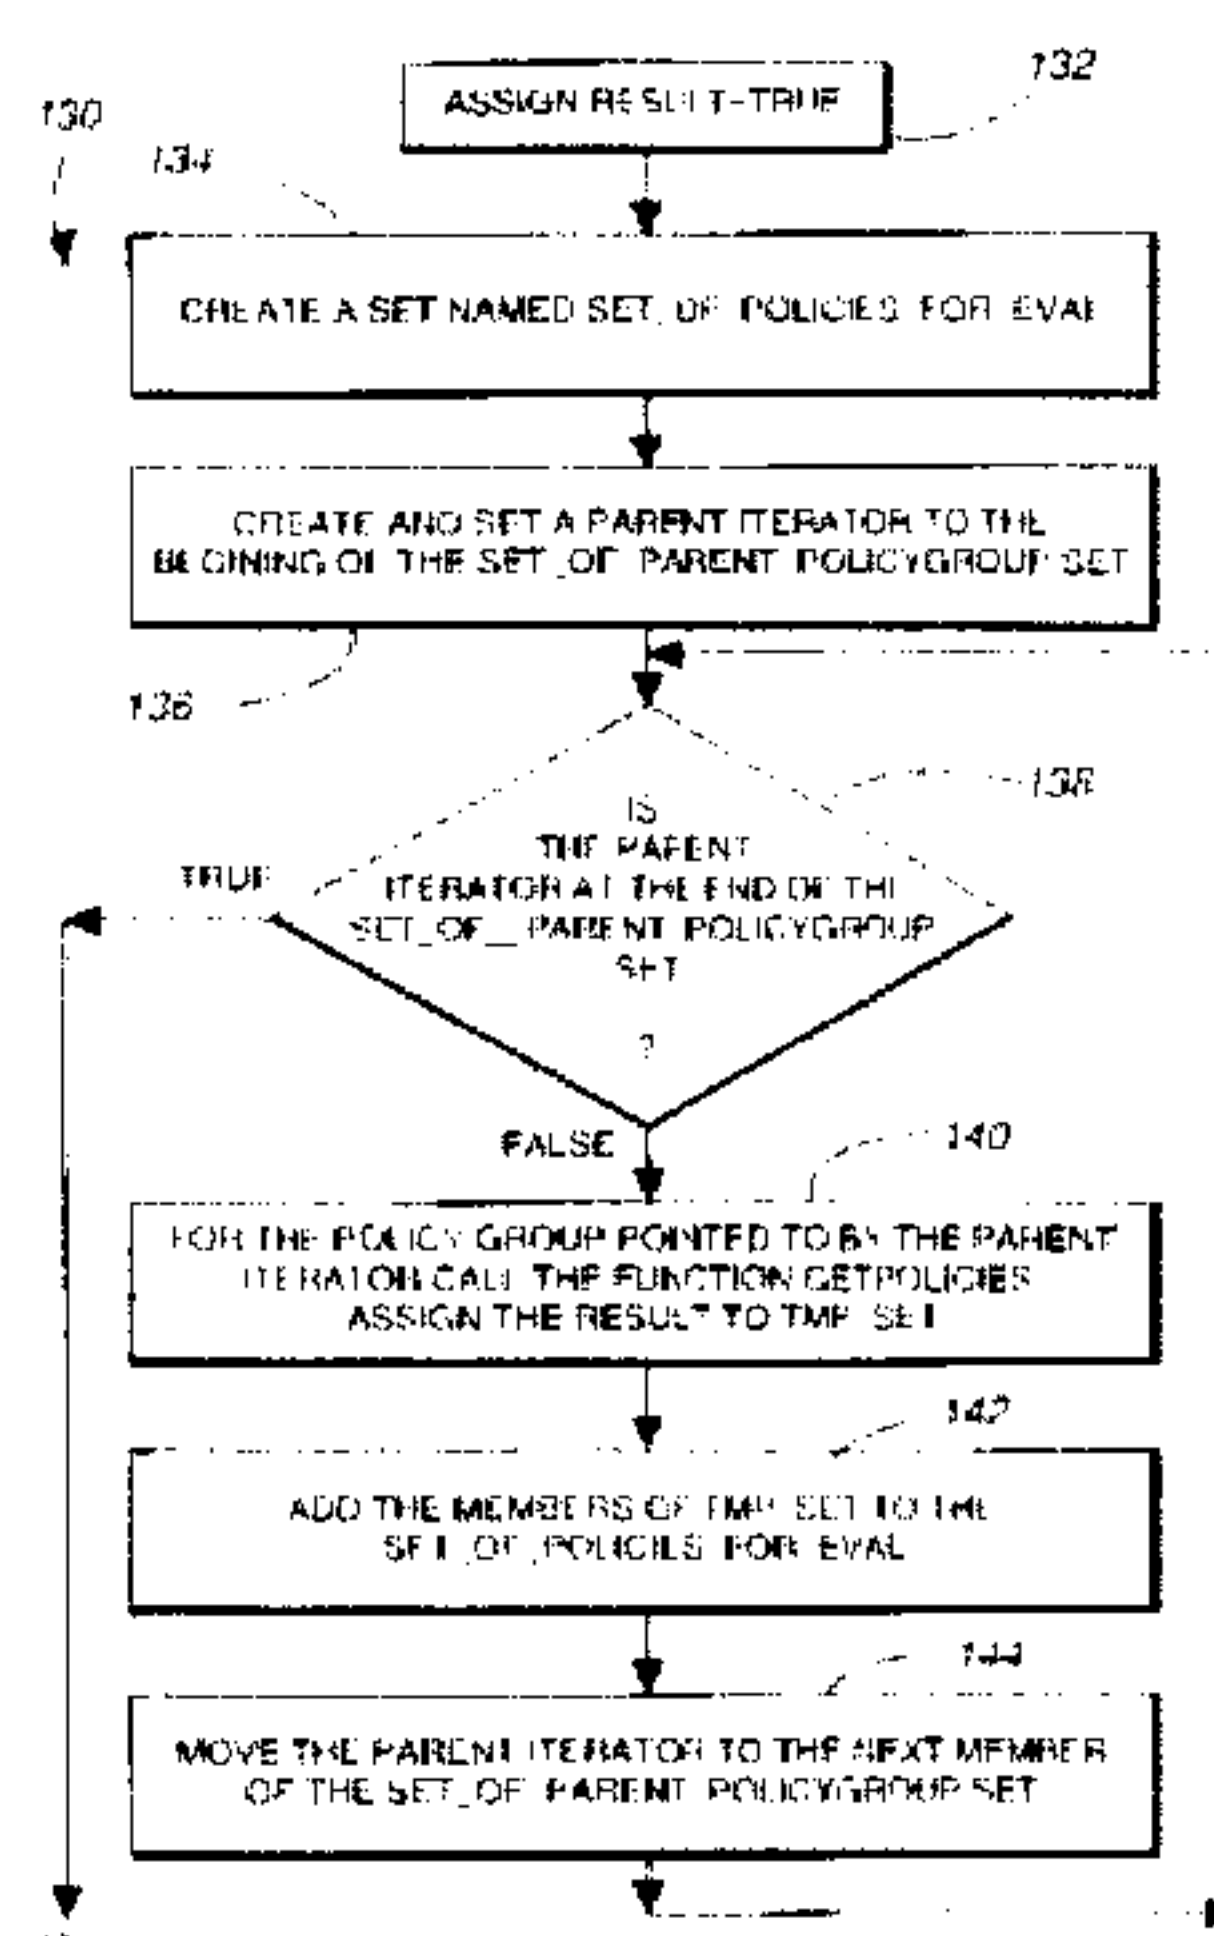 132
ASSIGN RESULT=TRUE
130
134
CREATE A SET NAMED SET_OF_POLICIES_FOR_EVAL
CREATE AND SET A PARENT ITERATOR TO THE
BEGINING OF THE SET_OF_PARENT_POLICYGROUP SET
136
138
IS
THE PARENT
ITERATOR AT THE END OF THE
SET_OF__PARENT_POLICYGROUP
SET
?
TRUE
FALSE
140
FOR THE POLICY GROUP POINTED TO BY THE PARENT
ITERATOR CALL THE FUNCTION GETPOLICIES
ASSIGN THE RESULT TO TMP_SET
142
ADD THE MEMBERS OF TMP_SET TO THE
SET_OF_POLICIES_FOR_EVAL
144
MOVE THE PARENT ITERATOR TO THE NEXT MEMBER
OF THE SET_OF_PARENT_POLICYGROUP SET